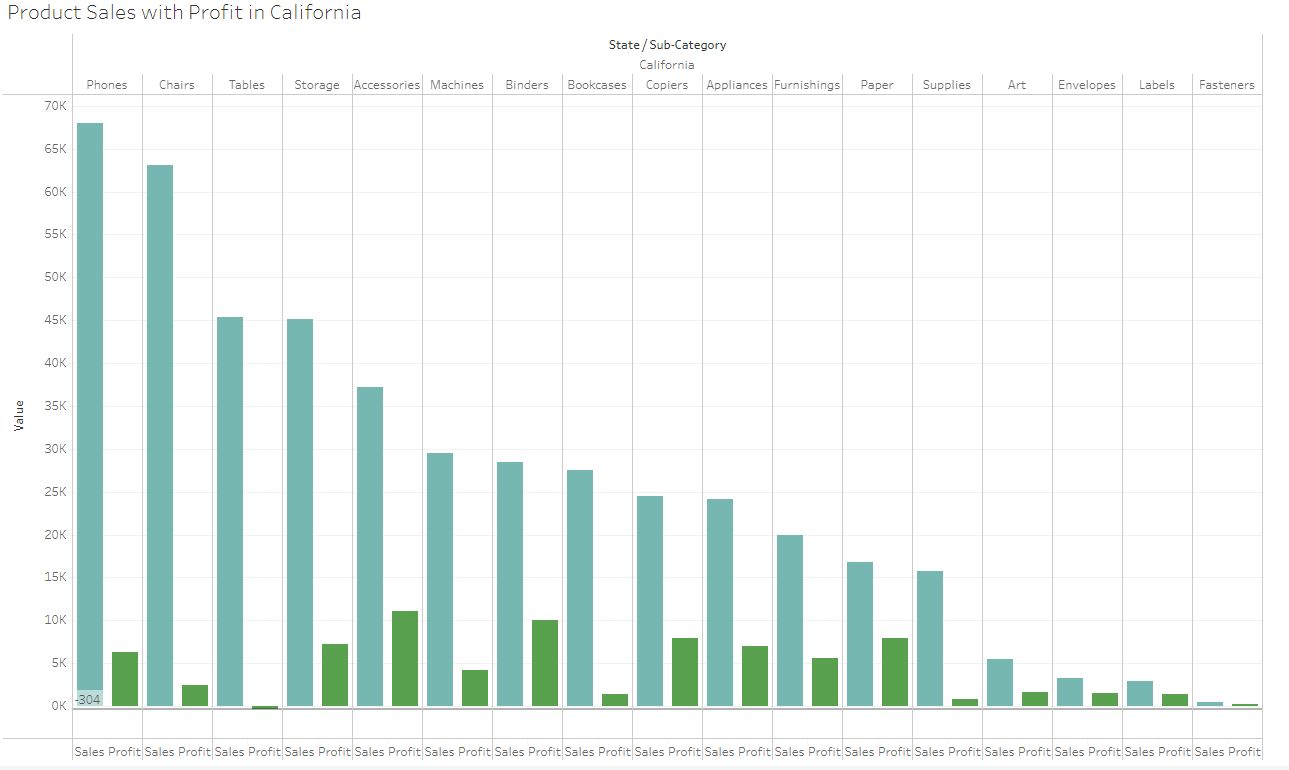 Product Sales with Profit in California
State / Sub-Category
California
Phones Chairs Tables Storage Accessories Machines Binders Bookcases Copiers Appliances Furnishings Paper Supplies Art Envelopes Labels Fasteners
70K
65K
60K
55K
50K
45K
40K
35K
30K
25K
20K
15K
10K
5K
0K
Value
-304
Sales Profit Sales Profit Sales Profit Sales Profit Sales Profit Sales Profit Sales Profit Sales Profit Sales Profit Sales Profit Sales Profit Sales Profit Sales Profit Sales Profit Sales Profit Sales Profit Sales Profit